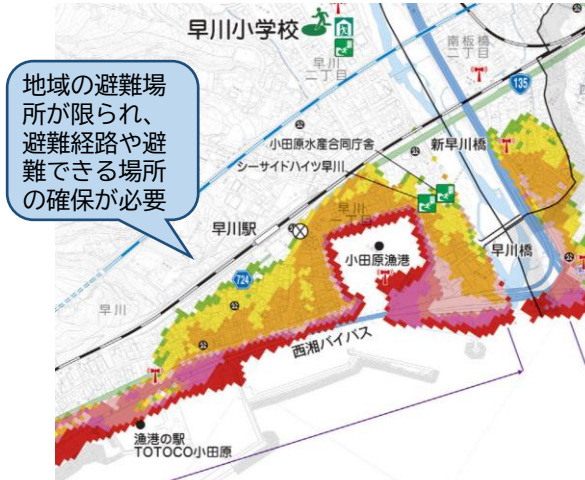 早川小学校
早川
二丁目
南板橋
二丁目
135
地域の避難場
所が限られ、
避難経路や避
難できる場所
の確保が必要
小田原水産合同庁舎
新早川橋
シーサイドハイツ早川
早川駅
早川
一丁目
小田原漁港
早川橋
724
早川
西湘バイパス
漁港の駅
TOTOCO小田原